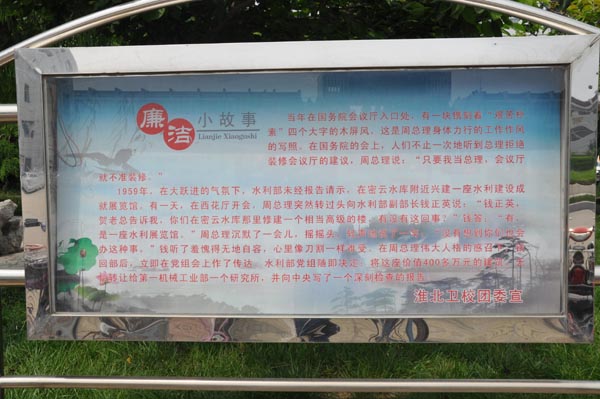 廉洁小故事
Lianjie Xiaogushi
当年在国务院会议厅入口处,有一块镌刻着"艰苦朴
素"四个大字的木屏风,这是周总理身体力行的工作作风
的写照。在国务院的会上,人们不止一次地听到总理拒绝
装修会议厅的建议,周总理说:"只要我当总理,会议厅
就不准装修。"
1959年,在大跃进的气氛下,水利部未经报告请示,在密云水库附近兴建一座水利建设成
就展览馆。有一天,在西花厅开会,周总理突然转过头向水利部副部长钱正英说:"钱正英,
贺老总告诉我,你们在密云水库那里修建一个相当高级的楼,有没有这回事?"钱答:"有,
是一座水利展览馆。"周总理沉默了一会儿,摇摇头,
办这种事。"钱听了羞愧得无地自容,心里像刀割一样难受。在周总理伟大人格的感召下,
回部后,立即在党组会上作了传达。水利部党组随即决定,将这座价值400多万元的建筑,
转让给第一机械工业部一个研究所,并向中央写了一个深刻检查的报告。
淮北卫校团委宣